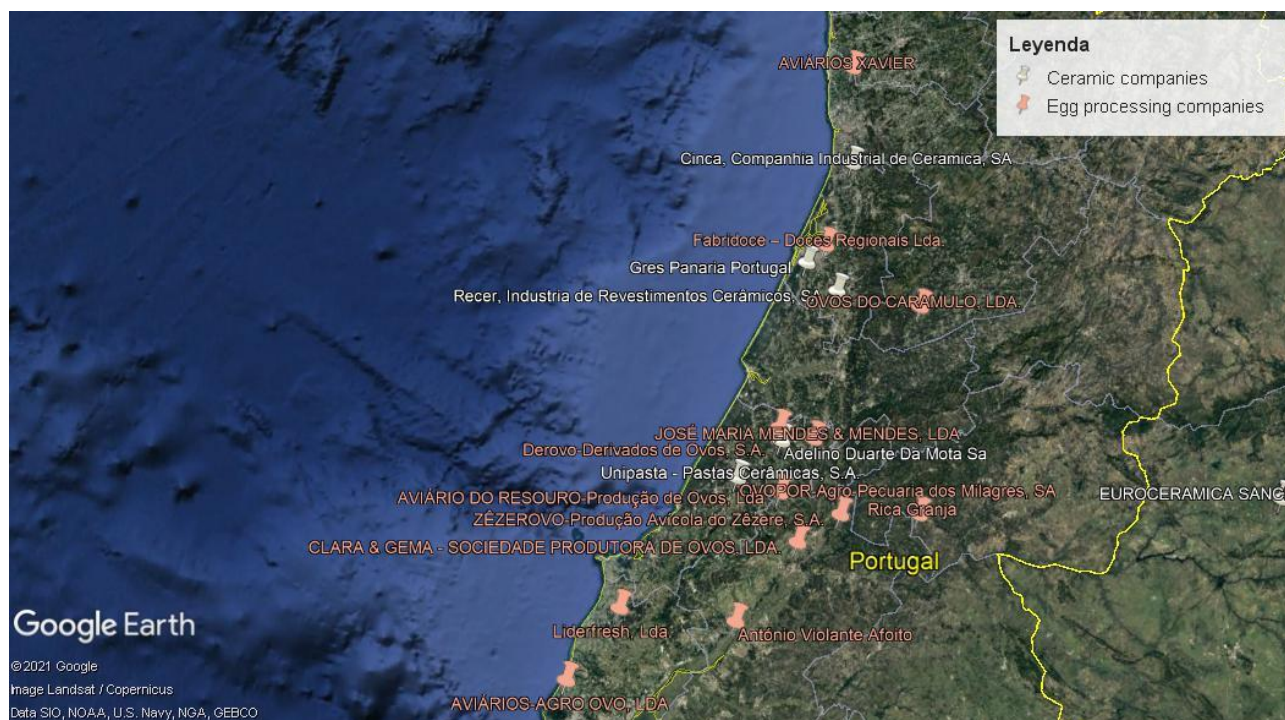 Leyenda
Ceramic companies
Egg processing companies
AVIÁRIOS XAVIER
Cinca, Companhia Industrial de Ceramica, SA
Fabridoce – Doces Regionais Lda.
Gres Panaria Portugal
Recer, Industria de Revestimentos Cerâmicos, SA
OVOS DO CARAMULO, LDA.
JOSÉ MARIA MENDES & MENDES, LDA
Derovo-Derivados de Ovos, S.A.
Adelino Duarte Da Mota Sa
Unipasta - Pastas Cerâmicas, S.A.
OVOPOR-Agro Pecuaria dos Milagres, SA
EUROCERAMICA SANC
AVIÁRIO DO RESOURO-Produção de Ovos, Lda
Rica Granja
ZÊZEROVO-Produção Avícola do Zêzere, S.A.
CLARA & GEMA - SOCIEDADE PRODUTORA DE OVOS, LDA.
Portugal
Google Earth
Liderfresh, Lda.
António Violante Afoito
© 2021 Google
Image Landsat / Copernicus
AVIÁRIOS-AGRO OVO, LDA
Data SIO, NOAA, U.S. Navy, NGA, GEBCO